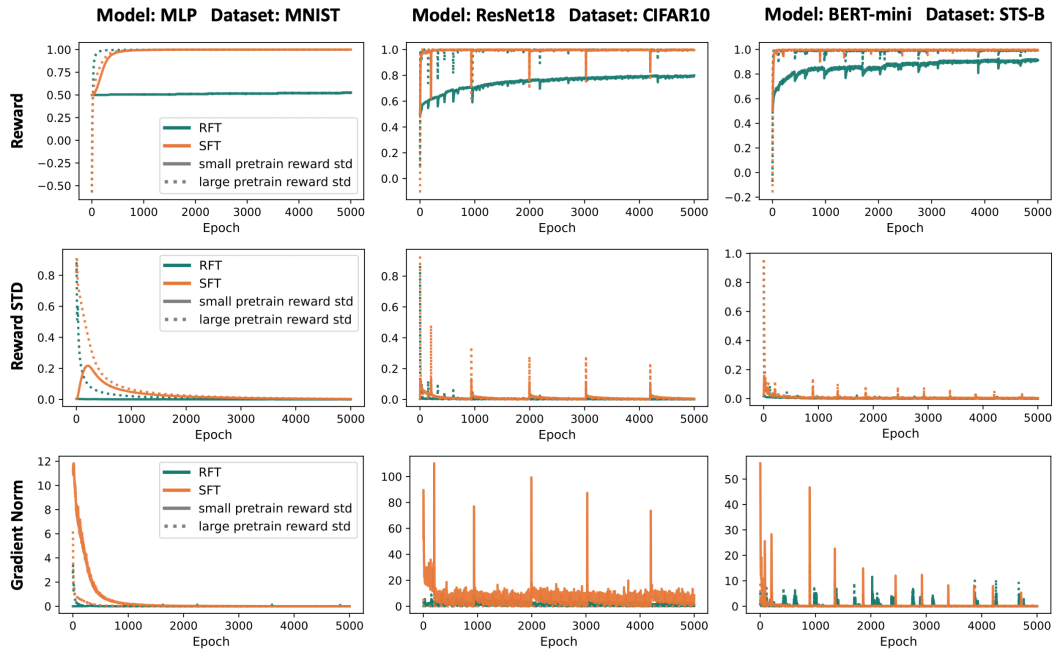 Model: MLP Dataset: MNIST
Model: ResNet18 Dataset: CIFAR10
Model: BERT-mini Dataset: STS-B
Reward
1.00
0.75
0.50
0.25
0.00
−0.25
−0.50
RFT
SFT
small pretrain reward std
large pretrain reward std
0 1000 2000 3000 4000 5000
Epoch
1.0
0.8
0.6
0.4
0.2
0.0
0 1000 2000 3000 4000 5000
Epoch
1.0
0.8
0.6
0.4
0.2
0.0
−0.2
0 1000 2000 3000 4000 5000
Epoch
Reward STD
0.8
0.6
0.4
0.2
0.0
RFT
SFT
small pretrain reward std
large pretrain reward std
0 1000 2000 3000 4000 5000
Epoch
0.8
0.6
0.4
0.2
0.0
0 1000 2000 3000 4000 5000
Epoch
1.0
0.8
0.6
0.4
0.2
0.0
0 1000 2000 3000 4000 5000
Epoch
Gradient Norm
12
10
8
6
4
2
0
RFT
SFT
small pretrain reward std
large pretrain reward std
0 1000 2000 3000 4000 5000
Epoch
100
80
60
40
20
0
0 1000 2000 3000 4000 5000
Epoch
50
40
30
20
10
0
0 1000 2000 3000 4000 5000
Epoch